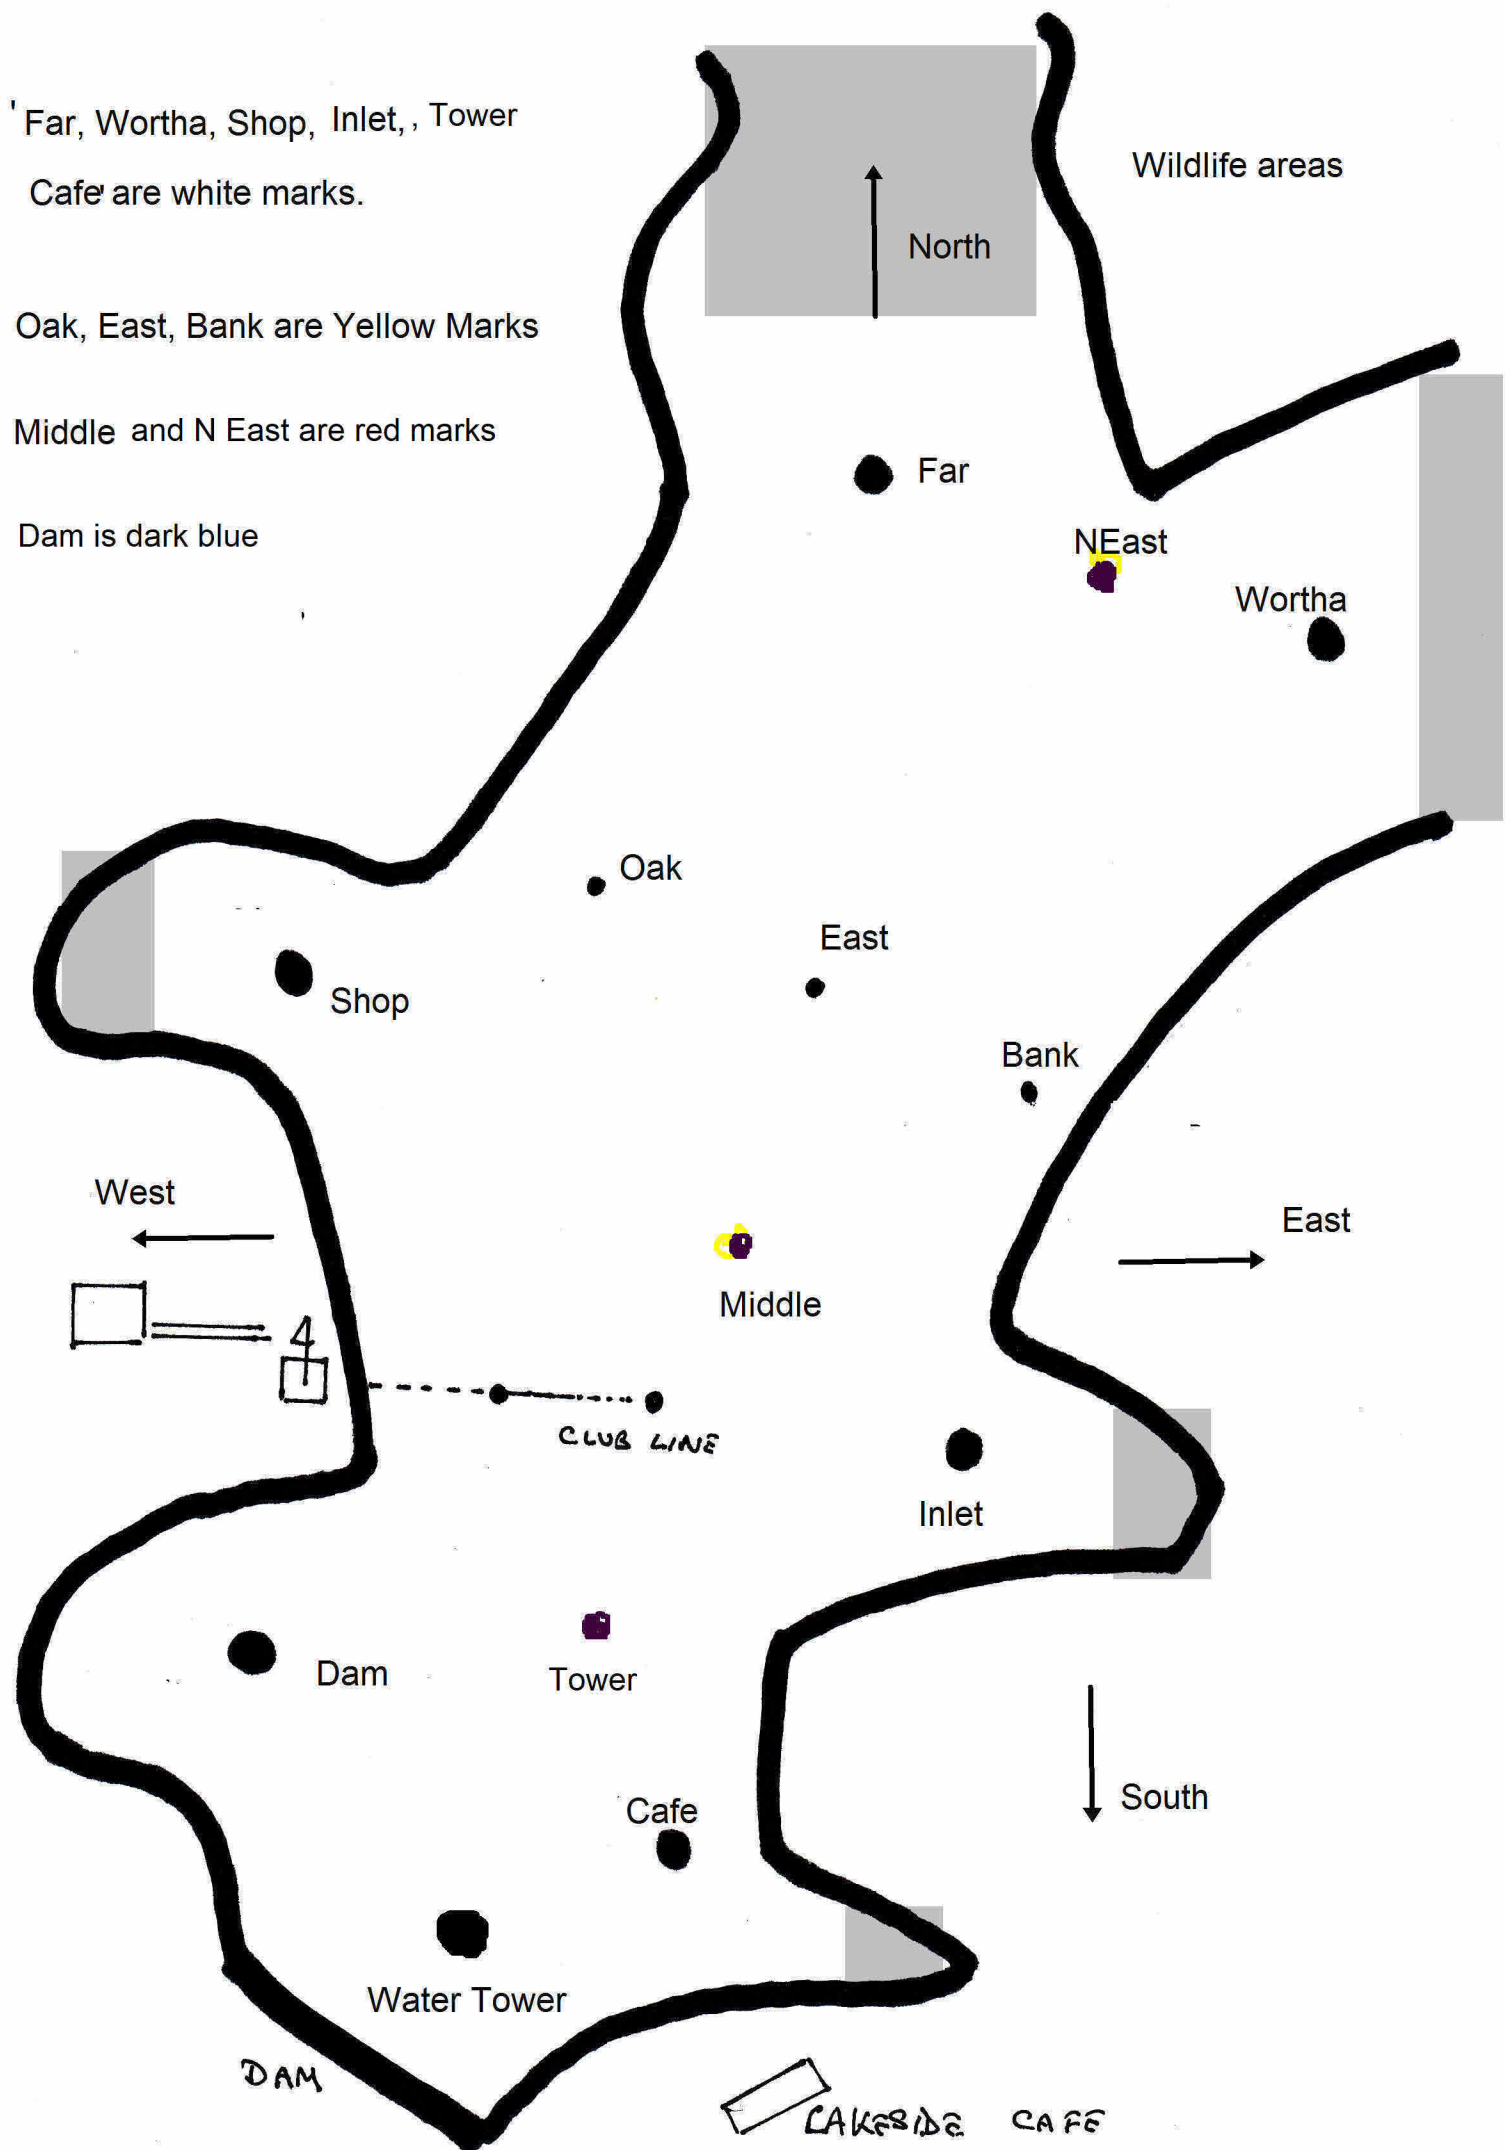 ' Far, Wortha, Shop, Inlet, , Tower
Cafe' are white marks.
Wildlife areas
North
Oak, East, Bank are Yellow Marks
Middle and N East are red marks
Far
Dam is dark blue
NEast
Wortha
Oak
East
Shop
Bank
West
East
Middle
4
CLUB LINE
Inlet
Dam
Tower
South
Cafe
Water Tower
DAM
LAKESIDE CAFE